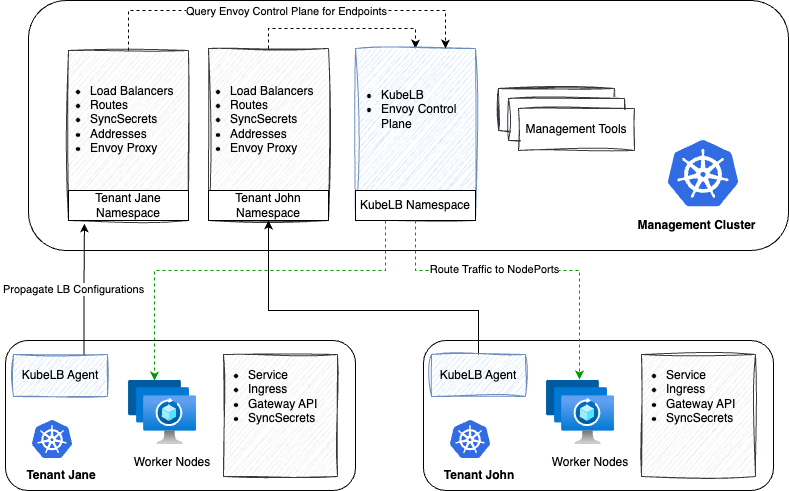 Query Envoy Control Plane for Endpoints
Load Balancers
Routes
SyncSecrets
Addresses
Envoy Proxy
Tenant Jane
Namespace
Load Balancers
Routes
SyncSecrets
Addresses
Envoy Proxy
Tenant John
Namespace
KubeLB
Envoy Control
Plane
KubeLB Namespace
Management Tools
Management Cluster
Propagate LB Configurations
Route Traffic to NodePorts
KubeLB Agent
Tenant Jane
Worker Nodes
Service
Ingress
Gateway API
SyncSecrets
KubeLB Agent
Tenant John
Worker Nodes
Service
Ingress
Gateway API
SyncSecrets